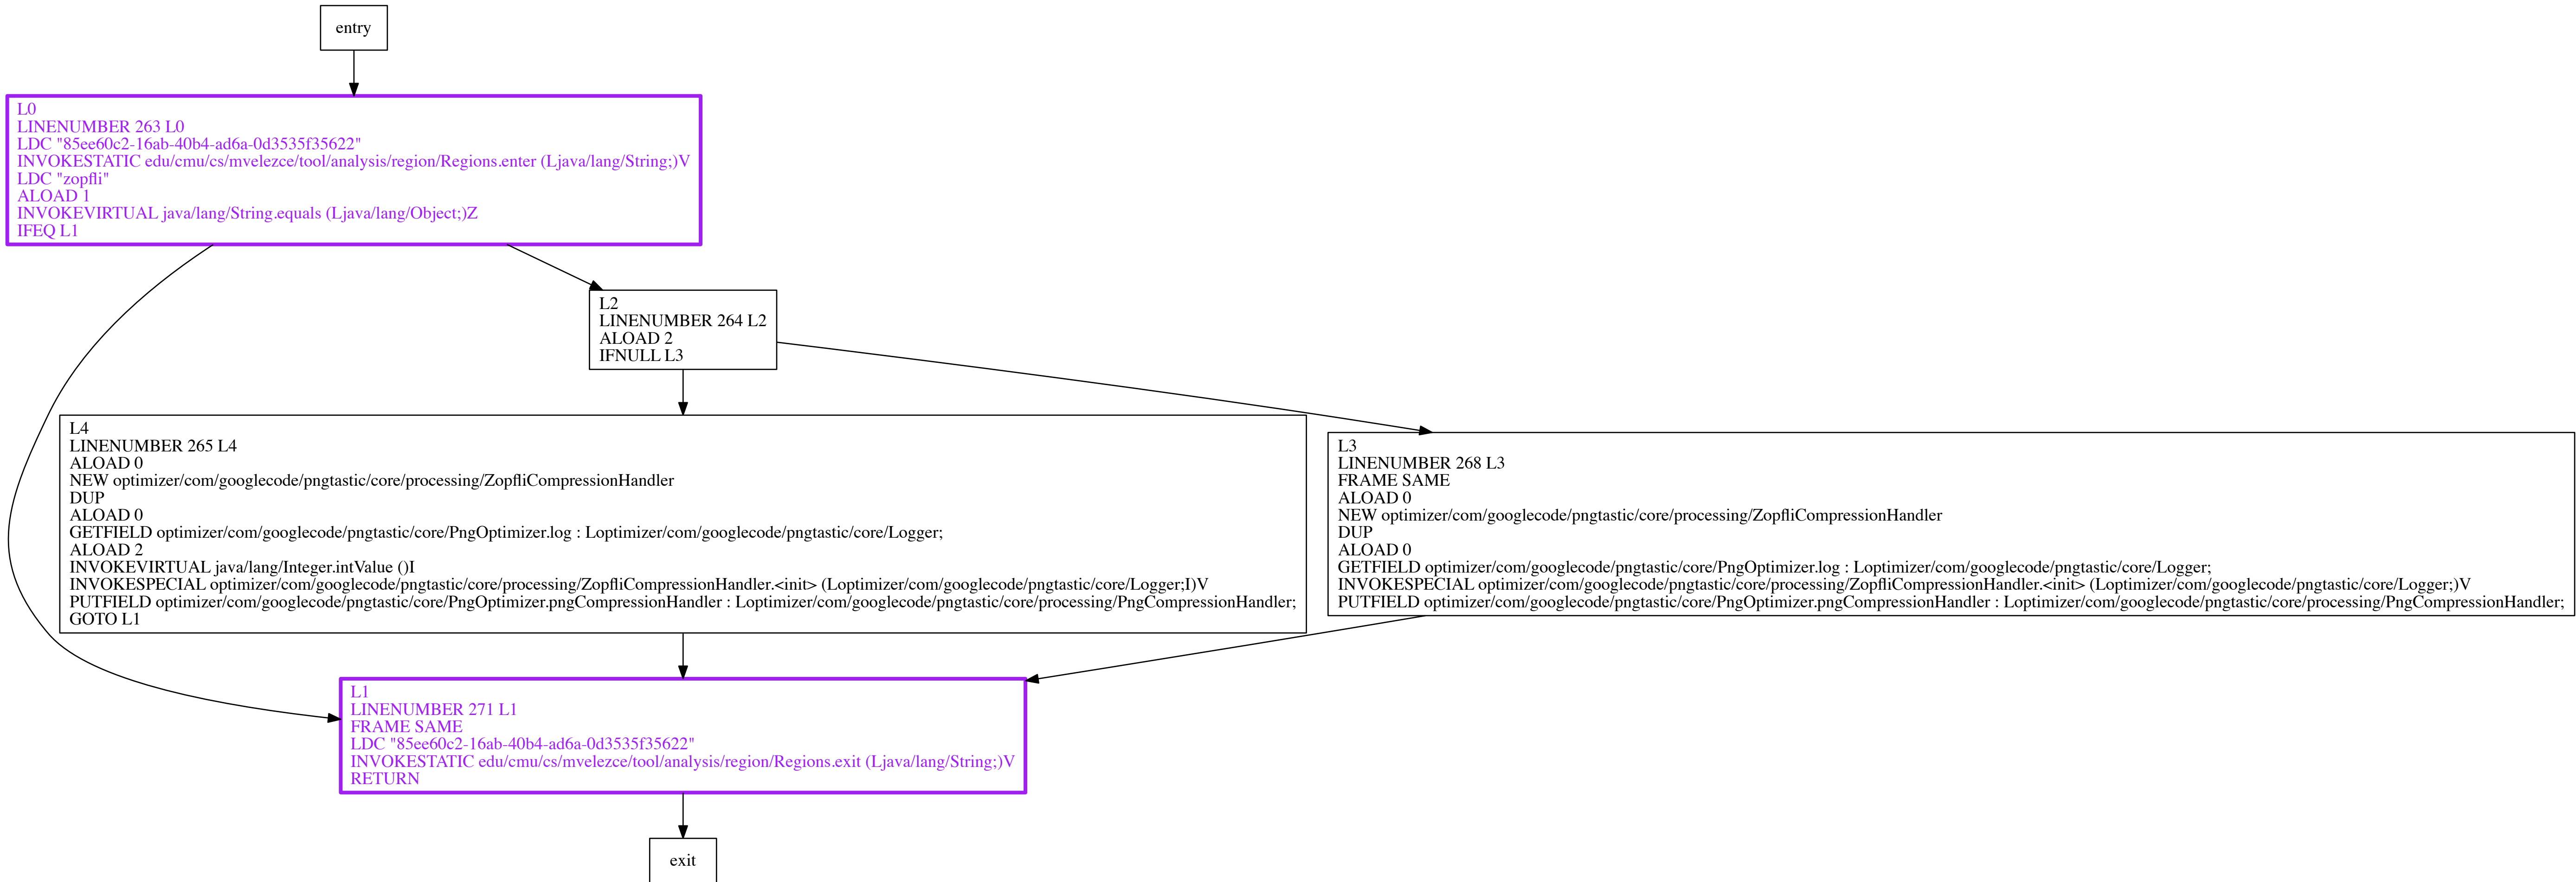 entry
L0
LINENUMBER 263 L0
LDC "85ee60c2-16ab-40b4-ad6a-0d3535f35622"
INVOKESTATIC edu/cmu/cs/mvelezce/tool/analysis/region/Regions.enter (Ljava/lang/String;)V
LDC "zopfli"
ALOAD 1
INVOKEVIRTUAL java/lang/String.equals (Ljava/lang/Object;)Z
IFEQ L1
L2
LINENUMBER 264 L2
ALOAD 2
IFNULL L3
L4
LINENUMBER 265 L4
ALOAD 0
NEW optimizer/com/googlecode/pngtastic/core/processing/ZopfliCompressionHandler
DUP
ALOAD 0
GETFIELD optimizer/com/googlecode/pngtastic/core/PngOptimizer.log : Loptimizer/com/googlecode/pngtastic/core/Logger;
ALOAD 2
INVOKEVIRTUAL java/lang/Integer.intValue ()I
INVOKESPECIAL optimizer/com/googlecode/pngtastic/core/processing/ZopfliCompressionHandler.<init> (Loptimizer/com/googlecode/pngtastic/core/Logger;I)V
PUTFIELD optimizer/com/googlecode/pngtastic/core/PngOptimizer.pngCompressionHandler : Loptimizer/com/googlecode/pngtastic/core/processing/PngCompressionHandler;
GOTO L1
L3
LINENUMBER 268 L3
FRAME SAME
ALOAD 0
NEW optimizer/com/googlecode/pngtastic/core/processing/ZopfliCompressionHandler
DUP
ALOAD 0
GETFIELD optimizer/com/googlecode/pngtastic/core/PngOptimizer.log : Loptimizer/com/googlecode/pngtastic/core/Logger;
INVOKESPECIAL optimizer/com/googlecode/pngtastic/core/processing/ZopfliCompressionHandler.<init> (Loptimizer/com/googlecode/pngtastic/core/Logger;)V
PUTFIELD optimizer/com/googlecode/pngtastic/core/PngOptimizer.pngCompressionHandler : Loptimizer/com/googlecode/pngtastic/core/processing/PngCompressionHandler;
L1
LINENUMBER 271 L1
FRAME SAME
LDC "85ee60c2-16ab-40b4-ad6a-0d3535f35622"
INVOKESTATIC edu/cmu/cs/mvelezce/tool/analysis/region/Regions.exit (Ljava/lang/String;)V
RETURN
exit